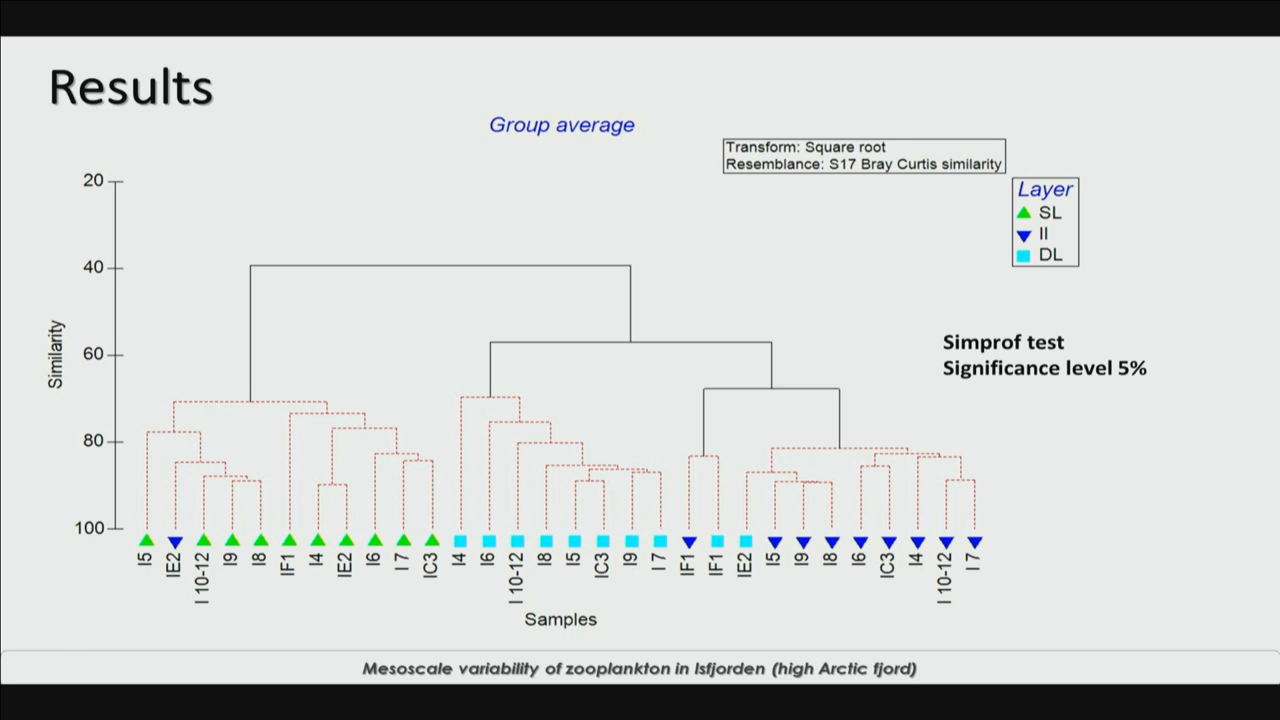 Results
Group average
Transform: Square root
Resemblance: S17 Bray Curtis similarity
Layer
SL
II
DL
20
40
60
80
100
Similarity
Simprof test
Significance level 5%
I5
IE2
I 10-12
I9
I8
IF1
I4
IE2
I6
I 7
IC3
I4
I6
I 10-12
I8
I5
IC3
I9
I 7
IF1
IF1
IE2
I5
I9
I8
I6
IC3
I4
I 10-12
I 7
Samples
Mesoscale variability of zooplankton in Isfjorden (high Arctic fjord)